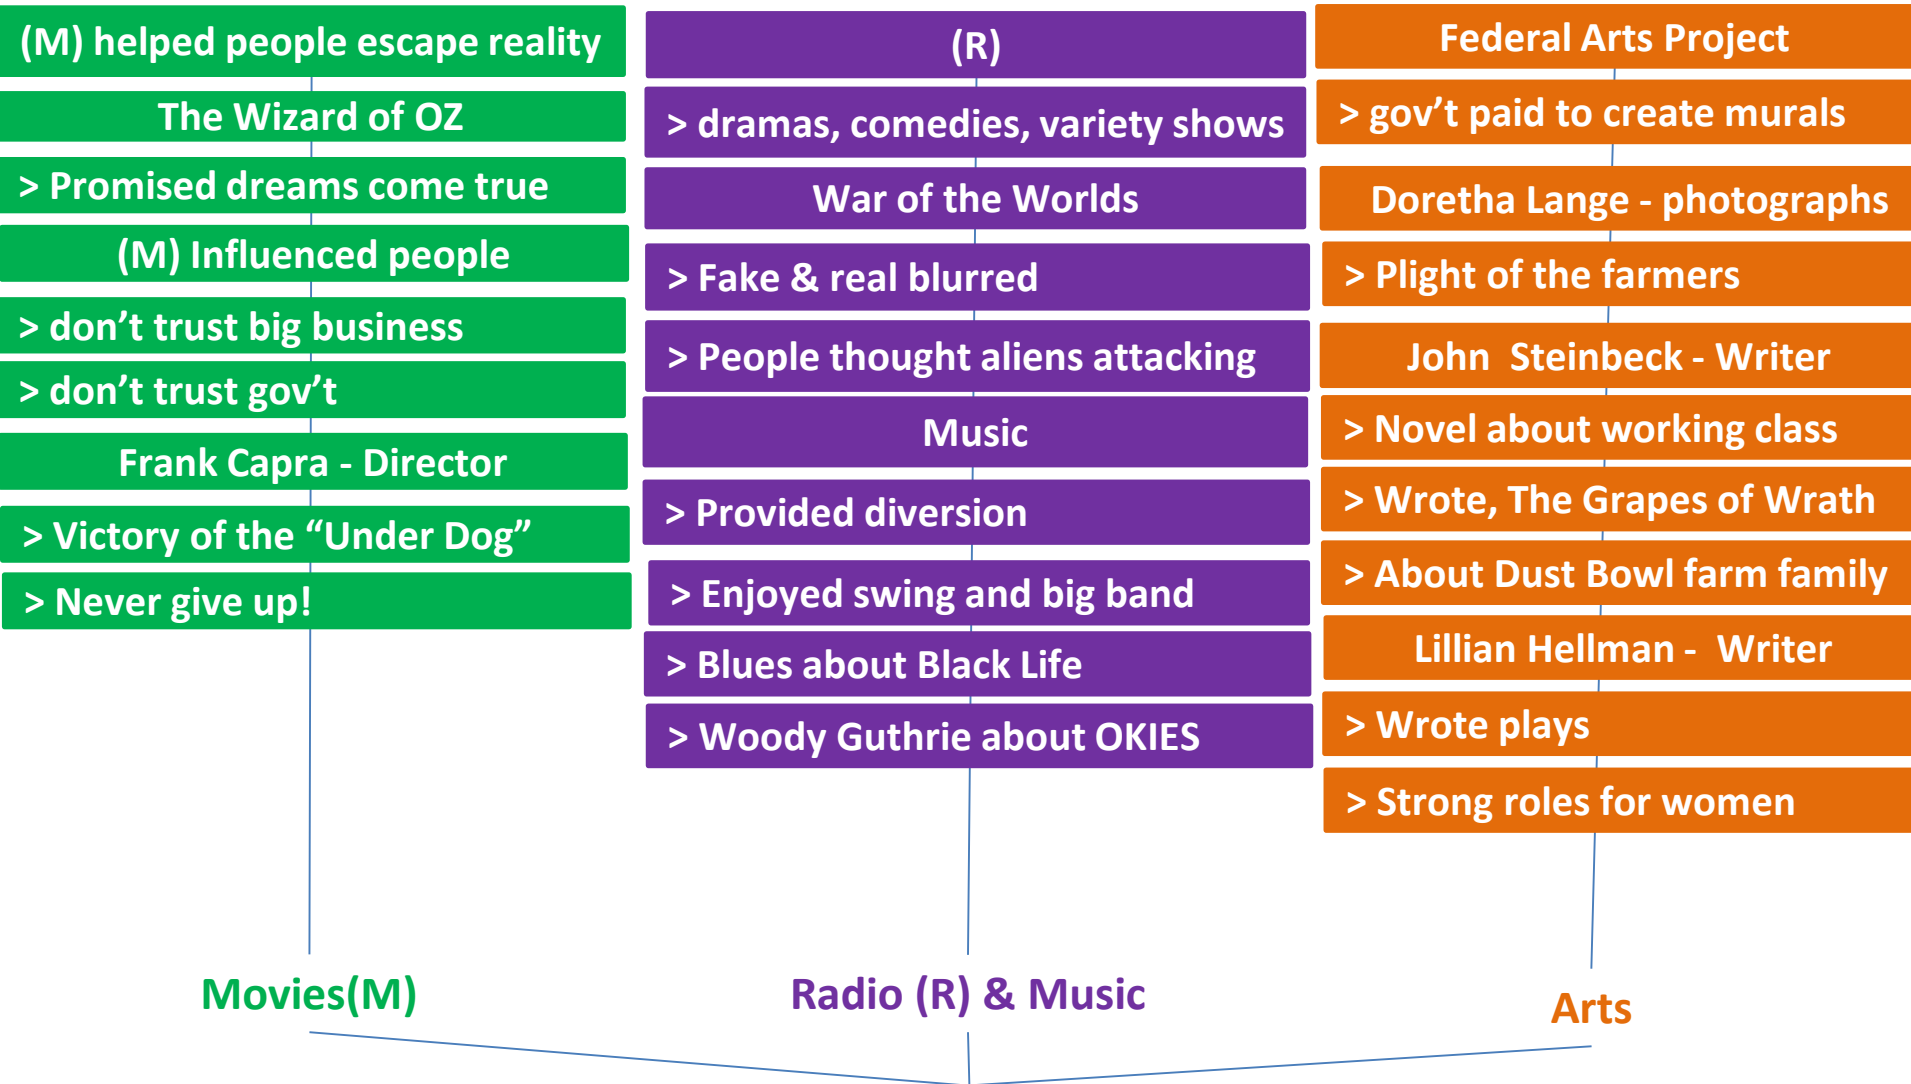 (M) helped people escape reality
The Wizard of OZ
> Promised dreams come true
(M) Influenced people
> don’t trust big business
> don’t trust gov’t
Frank Capra - Director
> Victory of the “Under Dog”
> Never give up!
Movies(M)
(R)
> dramas, comedies, variety shows
War of the Worlds
> Fake & real blurred
> People thought aliens attacking
Music
> Provided diversion
> Enjoyed swing and big band
> Blues about Black Life
> Woody Guthrie about OKIES
Radio (R) & Music
Federal Arts Project
> gov’t paid to create murals
Doretha Lange - photographs
> Plight of the farmers
John  Steinbeck - Writer
> Novel about working class
> Wrote, The Grapes of Wrath
> About Dust Bowl farm family
Lillian Hellman -  Writer
> Wrote plays
> Strong roles for women
Arts